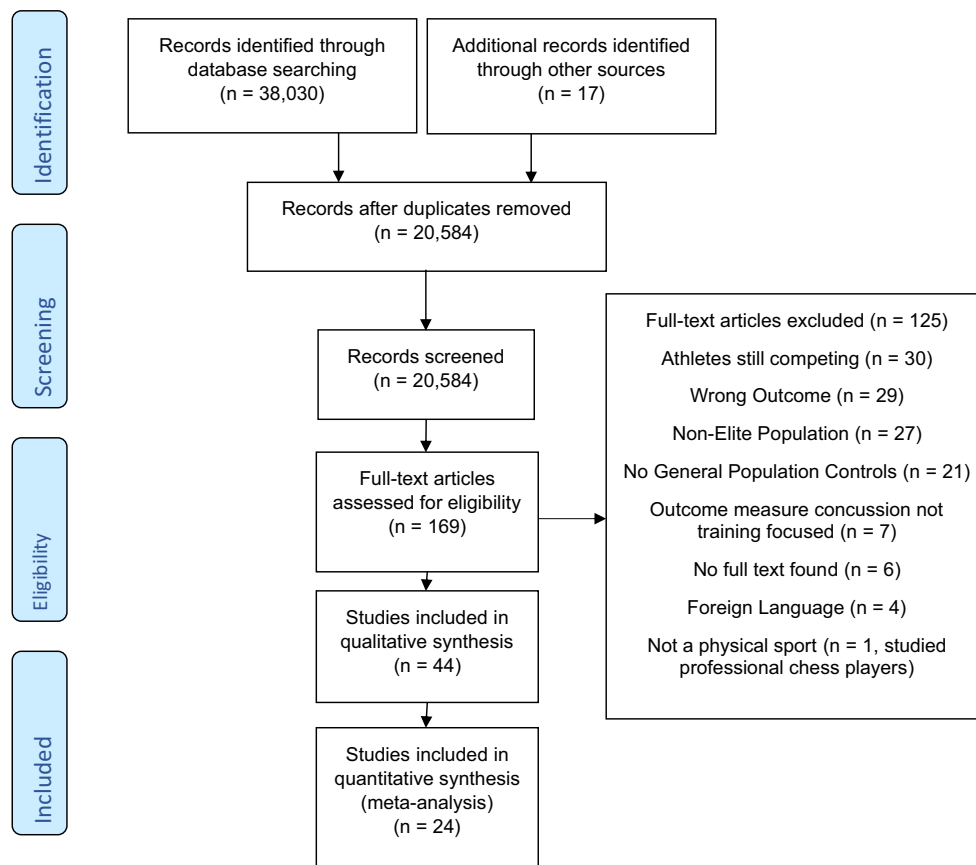 Identification
Records identified through
database searching
(n = 38,030)
Additional records identified
through other sources
(n = 17)
Records after duplicates removed
(n = 20,584)
Screening
Records screened
(n = 20,584)
Full-text articles excluded (n = 125)
Athletes still competing (n = 30)
Wrong Outcome (n = 29)
Non-Elite Population (n = 27)
No General Population Controls (n = 21)
Outcome measure concussion not
training focused (n = 7)
No full text found (n = 6)
Foreign Language (n = 4)
Not a physical sport (n = 1, studied
professional chess players)
Eligibility
Full-text articles
assessed for eligibility
(n = 169)
Studies included in
qualitative synthesis
(n = 44)
Included
Studies included in
quantitative synthesis
(meta-analysis)
(n = 24)